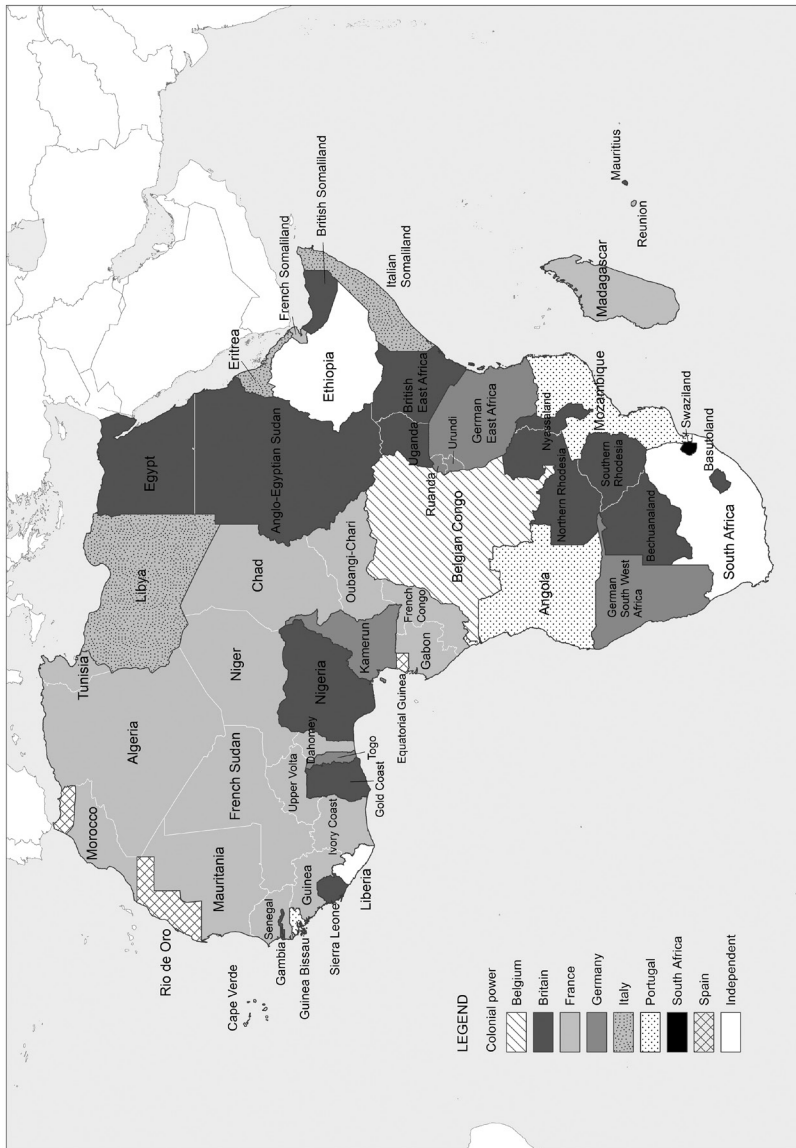 Tunisia
Morocco
Algeria
Libya
Egypt
Rio de Oro
Mauritania
French Sudan
Niger
Chad
Anglo-Egyptian Sudan
Eritrea
French Somaliland
British Somaliland
Cape Verde
Senegal
Gambia
Guinea Bissau
Guinea
Sierra Leone
Liberia
Ivory Coast
Upper Volta
Gold Coast
Togo
Dahomey
Nigeria
Kamerun
Equatorial Guinea
Oubangi-Chari
Ethiopia
Italian
Somaliland
Gabon
French
Congo
Belgian Congo
Uganda
British
East Africa
Ruanda
Urundi
German
East Africa
Angola
Northern Rhodesia
Nyassaland
Mozambique
Southern
Rhodesia
German
South West
Africa
Bechuanaland
South Africa
Swaziland
Basutoland
Madagascar
Reunion
Mauritius
LEGEND
Colonial power
Belgium
Britain
France
Germany
Italy
Portugal
South Africa
Spain
Independent